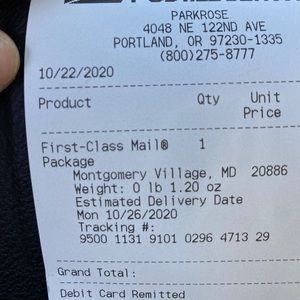 PARKROSE
4048 NE 122ND AVE
PORTLAND, OR 97230-1335
(800)275-8777
10/22/2020
Product Qty Unit
Price
First-Class Mail® 1
Package
Montgomery Village, MD 20886
Weight: 0 lb 1.20 oz
Estimated Delivery Date
Mon 10/26/2020
Tracking #:
9500 1131 9101 0296 4713 29
Grand Total:
Debit Card Remitted